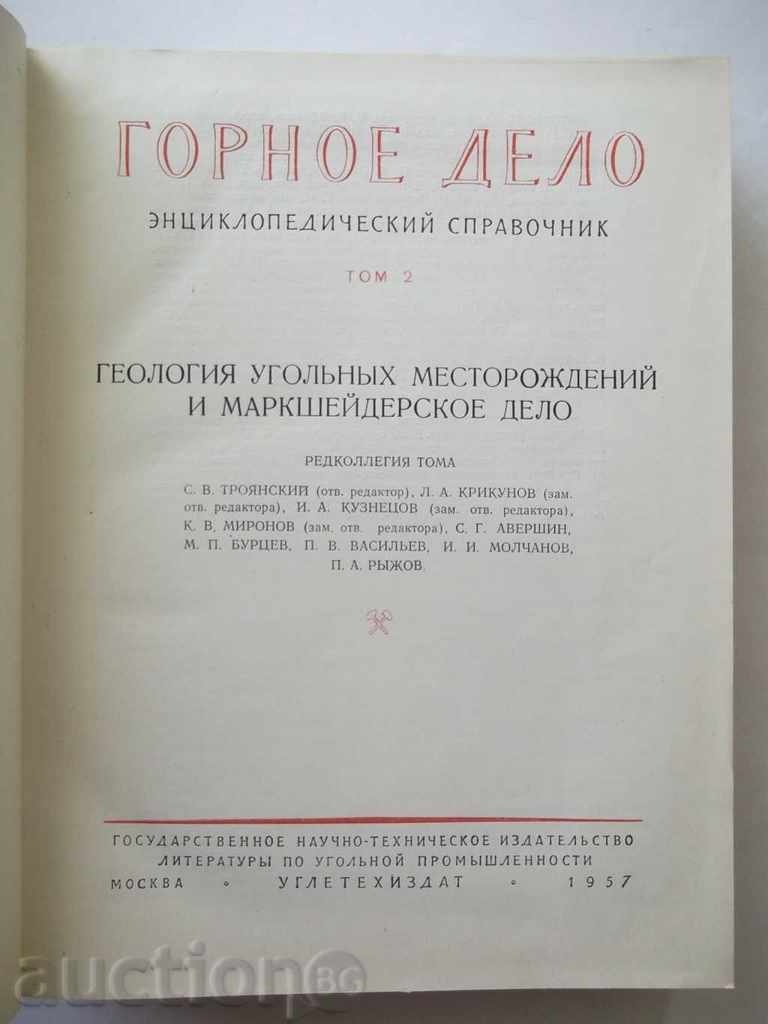 ГОРНОЕ ДЕЛО
ЭНЦИКЛОПЕДИЧЕСКИЙ СПРАВОЧНИК
ТОМ 2
ГЕОЛОГИЯ УГОЛЬНЫХ МЕСТОРОЖДЕНИЙ
И МАРКШЕЙДЕРСКОЕ ДЕЛО
РЕДКОЛЛЕГИЯ ТОМА
С. В. ТРОЯНСКИЙ (отв. редактор), Л. А. КРИКУНОВ (зам.
отв. редактора), И. А. КУЗНЕЦОВ (зам. отв. редактора),
К. В. МИРОНОВ (зам. отв. редактора), С. Г. АВЕРШИН,
М. П. БУРЦЕВ, П. В. ВАСИЛЬЕВ, И. И. МОЛЧАНОВ,
П. А. РЫЖОВ.
ГОСУДАРСТВЕННОЕ НАУЧНО-ТЕХНИЧЕСКОЕ ИЗДАТЕЛЬСТВО
ЛИТЕРАТУРЫ ПО УГОЛЬНОЙ ПРОМЫШЛЕННОСТИ
МОСКВА • УГЛЕТЕХИЗДАТ • 1957
auctionBG